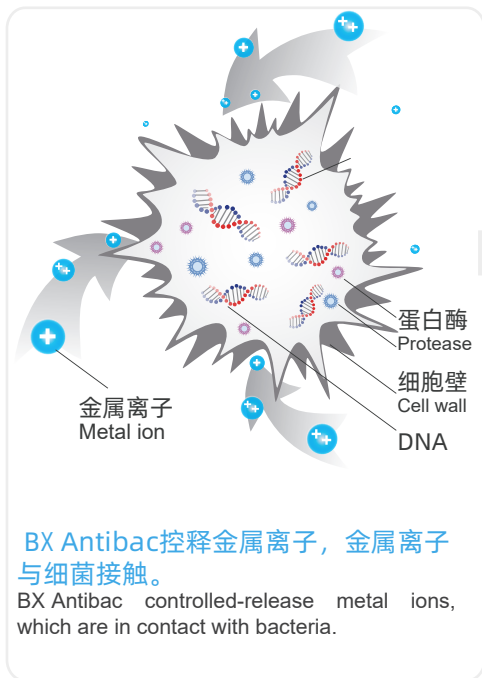 蛋白酶
Protease
细胞壁
Cell wall
DNA
金属离子
Metal ion
BX Antibac控释金属离子，金属离子
与细菌接触。
BX Antibac controlled-release metal ions,
which are in contact with bacteria.